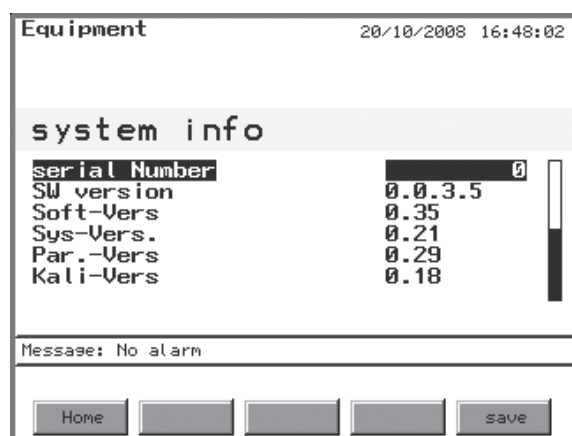 Equipment 20/10/2008 16:48:02
system info
serial Number 0
SW version 0.0.3.5
Soft-Vers 0.35
Sys-Vers. 0.21
Par.-Vers 0.29
Kali-Vers 0.18
Message: No alarm
Home save